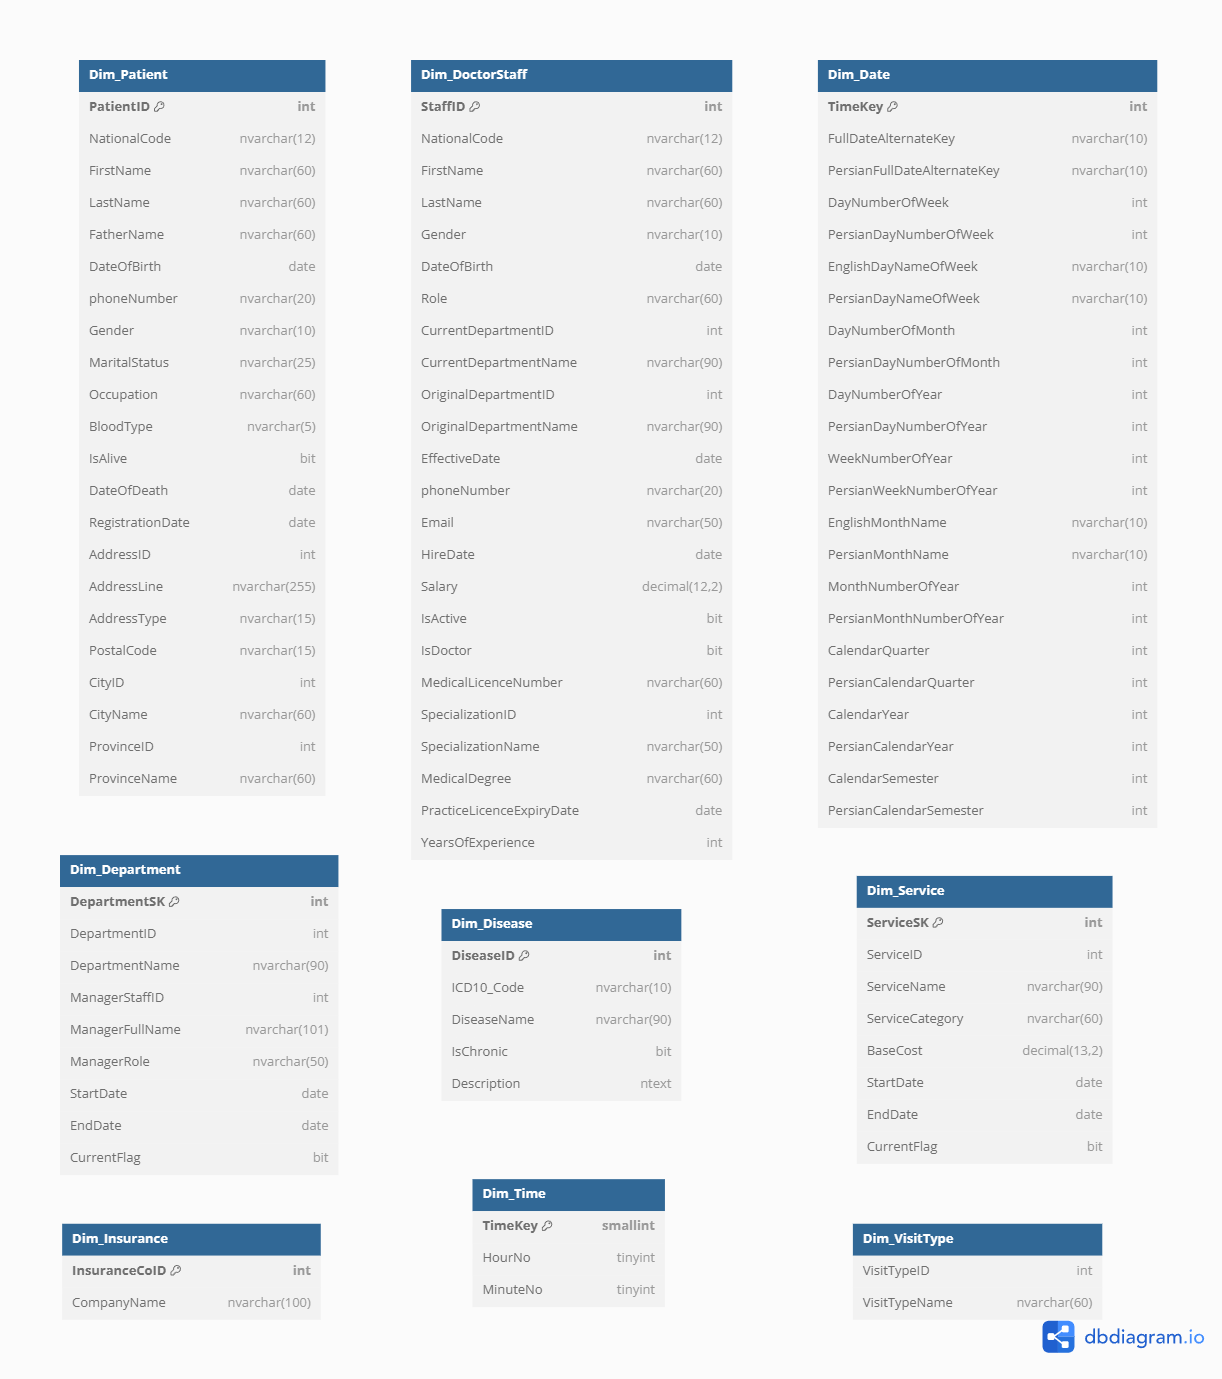 Dim_Patient
PatientID int
NationalCode nvarchar(12)
FirstName nvarchar(60)
LastName nvarchar(60)
FatherName nvarchar(60)
DateOfBirth date
phoneNumber nvarchar(20)
Gender nvarchar(10)
MaritalStatus nvarchar(25)
Occupation nvarchar(60)
BloodType nvarchar(5)
IsAlive bit
DateOfDeath date
RegistrationDate date
AddressID int
AddressLine nvarchar(255)
AddressType nvarchar(15)
PostalCode nvarchar(15)
CityID int
CityName nvarchar(60)
ProvinceID int
ProvinceName nvarchar(60)
Dim_DoctorStaff
StaffID int
NationalCode nvarchar(12)
FirstName nvarchar(60)
LastName nvarchar(60)
Gender nvarchar(10)
DateOfBirth date
Role nvarchar(60)
CurrentDepartmentID int
CurrentDepartmentName nvarchar(90)
OriginalDepartmentID int
OriginalDepartmentName nvarchar(90)
EffectiveDate date
phoneNumber nvarchar(20)
Email nvarchar(50)
HireDate date
Salary decimal(12,2)
IsActive bit
IsDoctor bit
MedicalLicenceNumber nvarchar(60)
SpecializationID int
SpecializationName nvarchar(50)
MedicalDegree nvarchar(60)
PracticeLicenceExpiryDate date
YearsOfExperience int
Dim_Date
TimeKey int
FullDateAlternateKey nvarchar(10)
PersianFullDateAlternateKey nvarchar(10)
DayNumberOfWeek int
PersianDayNumberOfWeek int
EnglishDayNameOfWeek nvarchar(10)
PersianDayNameOfWeek nvarchar(10)
DayNumberOfMonth int
PersianDayNumberOfMonth int
DayNumberOfYear int
PersianDayNumberOfYear int
WeekNumberOfYear int
PersianWeekNumberOfYear int
EnglishMonthName nvarchar(10)
PersianMonthName nvarchar(10)
MonthNumberOfYear int
PersianMonthNumberOfYear int
CalendarQuarter int
PersianCalendarQuarter int
CalendarYear int
PersianCalendarYear int
CalendarSemester int
PersianCalendarSemester int
Dim_Department
DepartmentSK int
DepartmentID int
DepartmentName nvarchar(90)
ManagerStaffID int
ManagerFullName nvarchar(101)
ManagerRole nvarchar(50)
StartDate date
EndDate date
CurrentFlag bit
Dim_Disease
DiseaseID int
ICD10_Code nvarchar(10)
DiseaseName nvarchar(90)
IsChronic bit
Description ntext
Dim_Service
ServiceSK int
ServiceID int
ServiceName nvarchar(90)
ServiceCategory nvarchar(60)
BaseCost decimal(13,2)
StartDate date
EndDate date
CurrentFlag bit
Dim_Insurance
InsuranceCoID int
CompanyName nvarchar(100)
Dim_Time
TimeKey smallint
HourNo tinyint
MinuteNo tinyint
Dim_VisitType
VisitTypeID int
VisitTypeName nvarchar(60)
dbdiagram.io